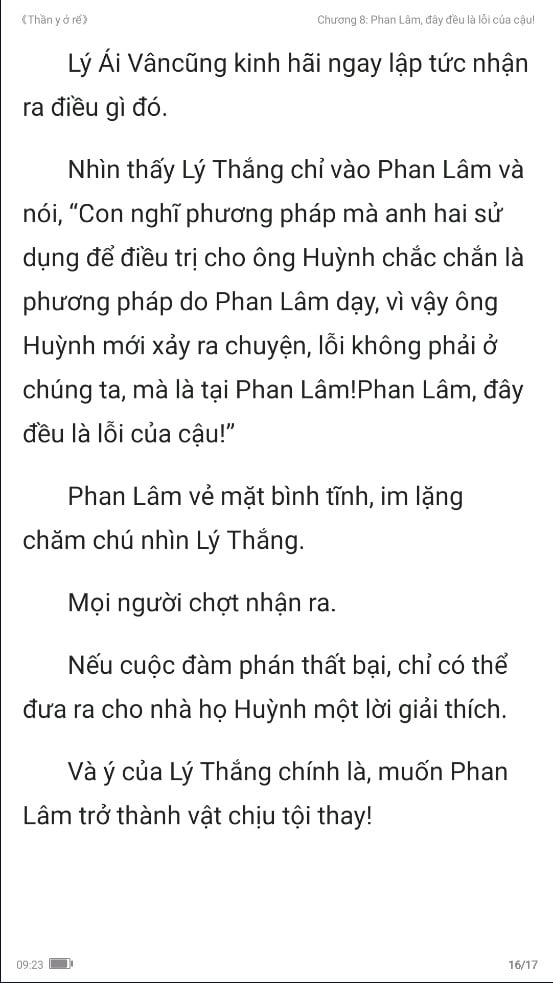 《Thần y ở rể》 Chương 8: Phan Lâm, đây đều là lỗi của cậu!
Lý Ái Vâncũng kinh hãi ngay lập tức nhận
ra điều gì đó.
Nhìn thấy Lý Thắng chỉ vào Phan Lâm và
nói, “Con nghĩ phương pháp mà anh hai sử
dụng để điều trị cho ông Huỳnh chắc chắn là
phương pháp do Phan Lâm dạy, vì vậy ông
Huỳnh mới xảy ra chuyện, lỗi không phải ở
chúng ta, mà là tại Phan Lâm!Phan Lâm, đây
đều là lỗi của cậu!”
Phan Lâm vẻ mặt bình tĩnh, im lặng
chăm chú nhìn Lý Thắng.
Mọi người chợt nhận ra.
Nếu cuộc đàm phán thất bại, chỉ có thể
đưa ra cho nhà họ Huỳnh một lời giải thích.
Và ý của Lý Thắng chính là, muốn Phan
Lâm trở thành vật chịu tội thay!
09:23 16/17